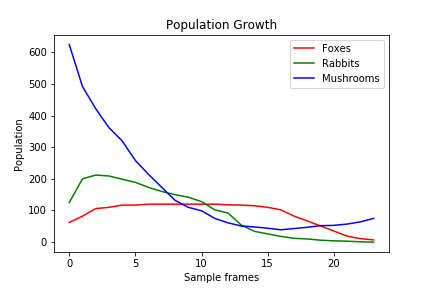 Population Growth
Foxes
Rabbits
Mushrooms
Population
600
500
400
300
200
100
0
0
5
10
15
20
Sample frames